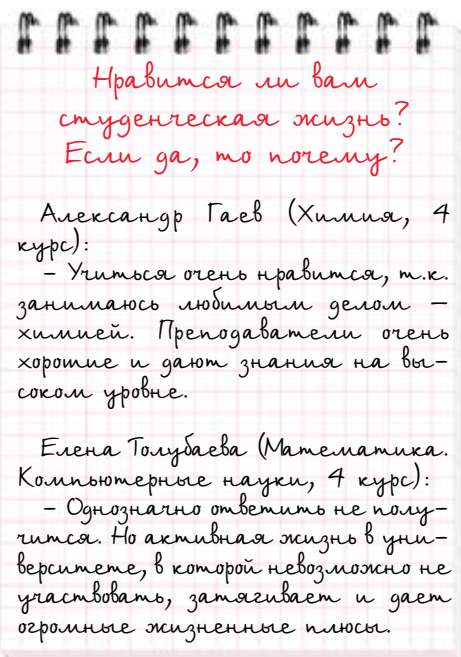 Нравится ли вам
студенческая жизнь?
Если да, то почему?
Александр Гаев (Химия, 4
курс):
– Учиться очень нравится, т.к.
занимаюсь любимым делом –
химией. Преподаватели очень
хорошие и дают знания на вы-
соком уровне.
Елена Толубаева (Математика.
Компьютерные науки, 4 курс):
– Однозначно ответить не полу-
чится. Но активная жизнь в уни-
верситете, в которой невозможно не
участвовать, затягивает и дает
огромные жизненные плюсы.